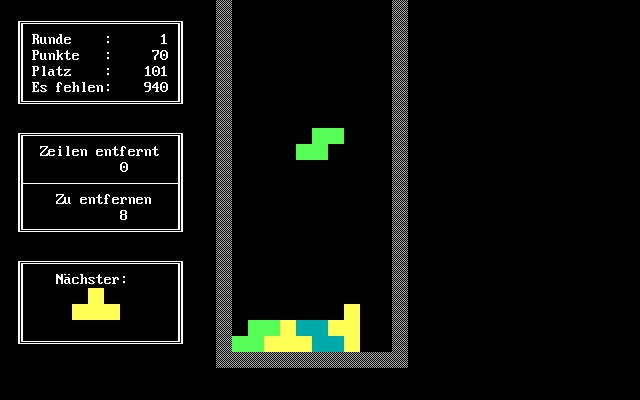 Runde    :      1
Punkte   :     70
Platz    :    101
Es fehlen:    940
Zeilen entfernt
0
Zu entfernen
8
Nächster: